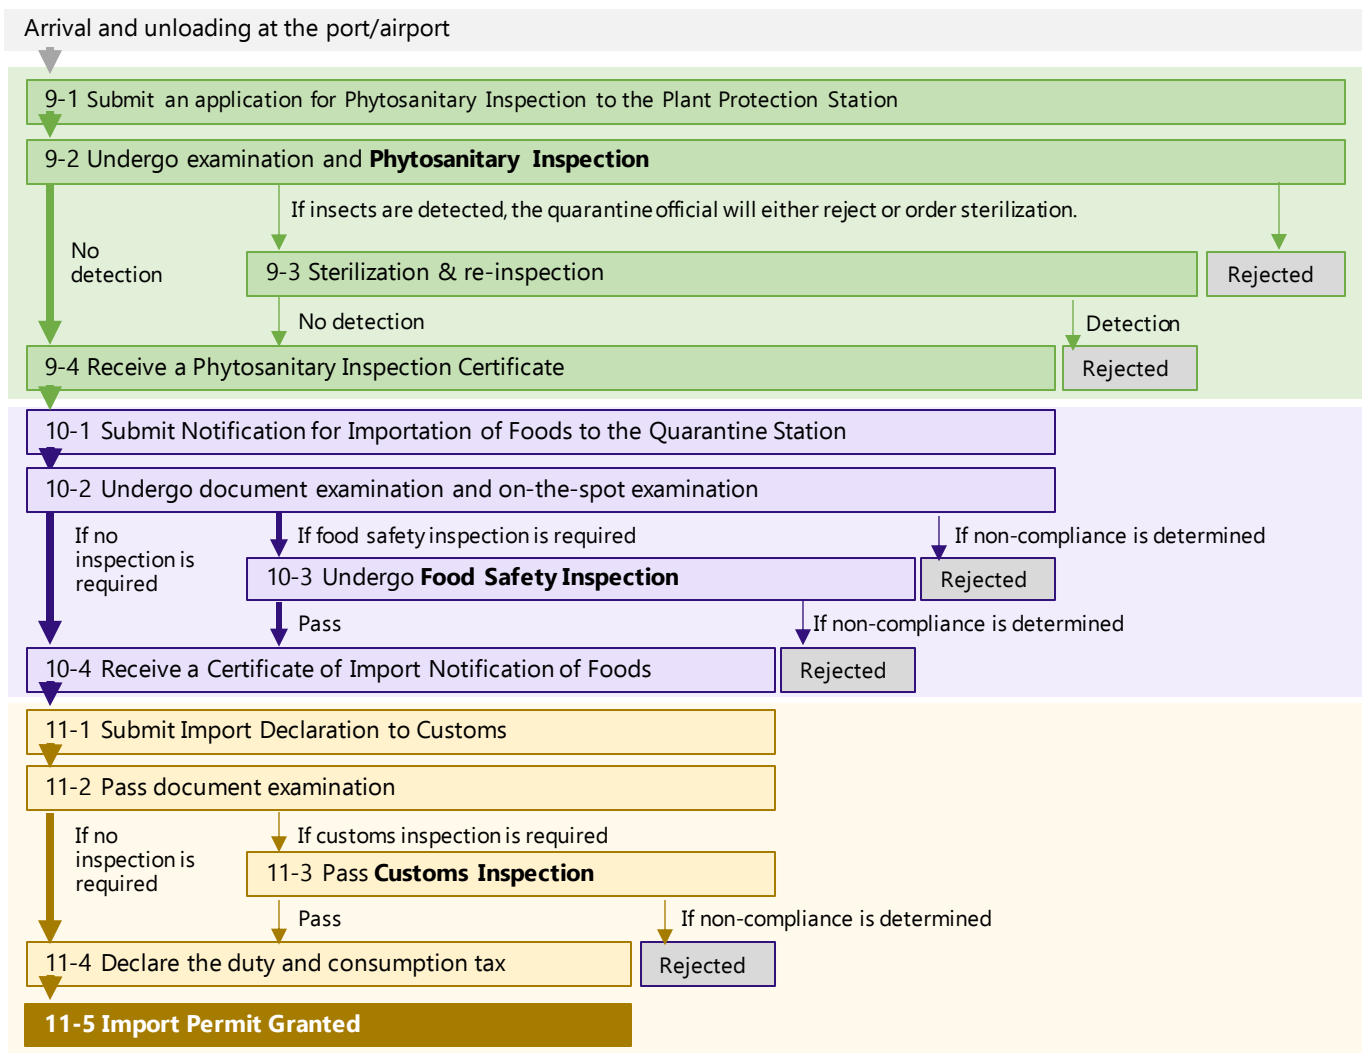 Arrival and unloading at the port/airport
9-1 Submit an application for Phytosanitary Inspection to the Plant Protection Station
9-2 Undergo examination and Phytosanitary Inspection
If insects are detected, the quarantine official will either reject or order sterilization.
No
detection
9-3 Sterilization & re-inspection
Rejected
No detection
Detection
9-4 Receive a Phytosanitary Inspection Certificate
Rejected
10-1 Submit Notification for Importation of Foods to the Quarantine Station
10-2 Undergo document examination and on-the-spot examination
If no
inspection is
required
If food safety inspection is required
If non-compliance is determined
10-3 Undergo Food Safety Inspection
Rejected
Pass
If non-compliance is determined
10-4 Receive a Certificate of Import Notification of Foods
Rejected
11-1 Submit Import Declaration to Customs
11-2 Pass document examination
If no
inspection is
required
If customs inspection is required
11-3 Pass Customs Inspection
Pass
If non-compliance is determined
11-4 Declare the duty and consumption tax
Rejected
11-5 Import Permit Granted